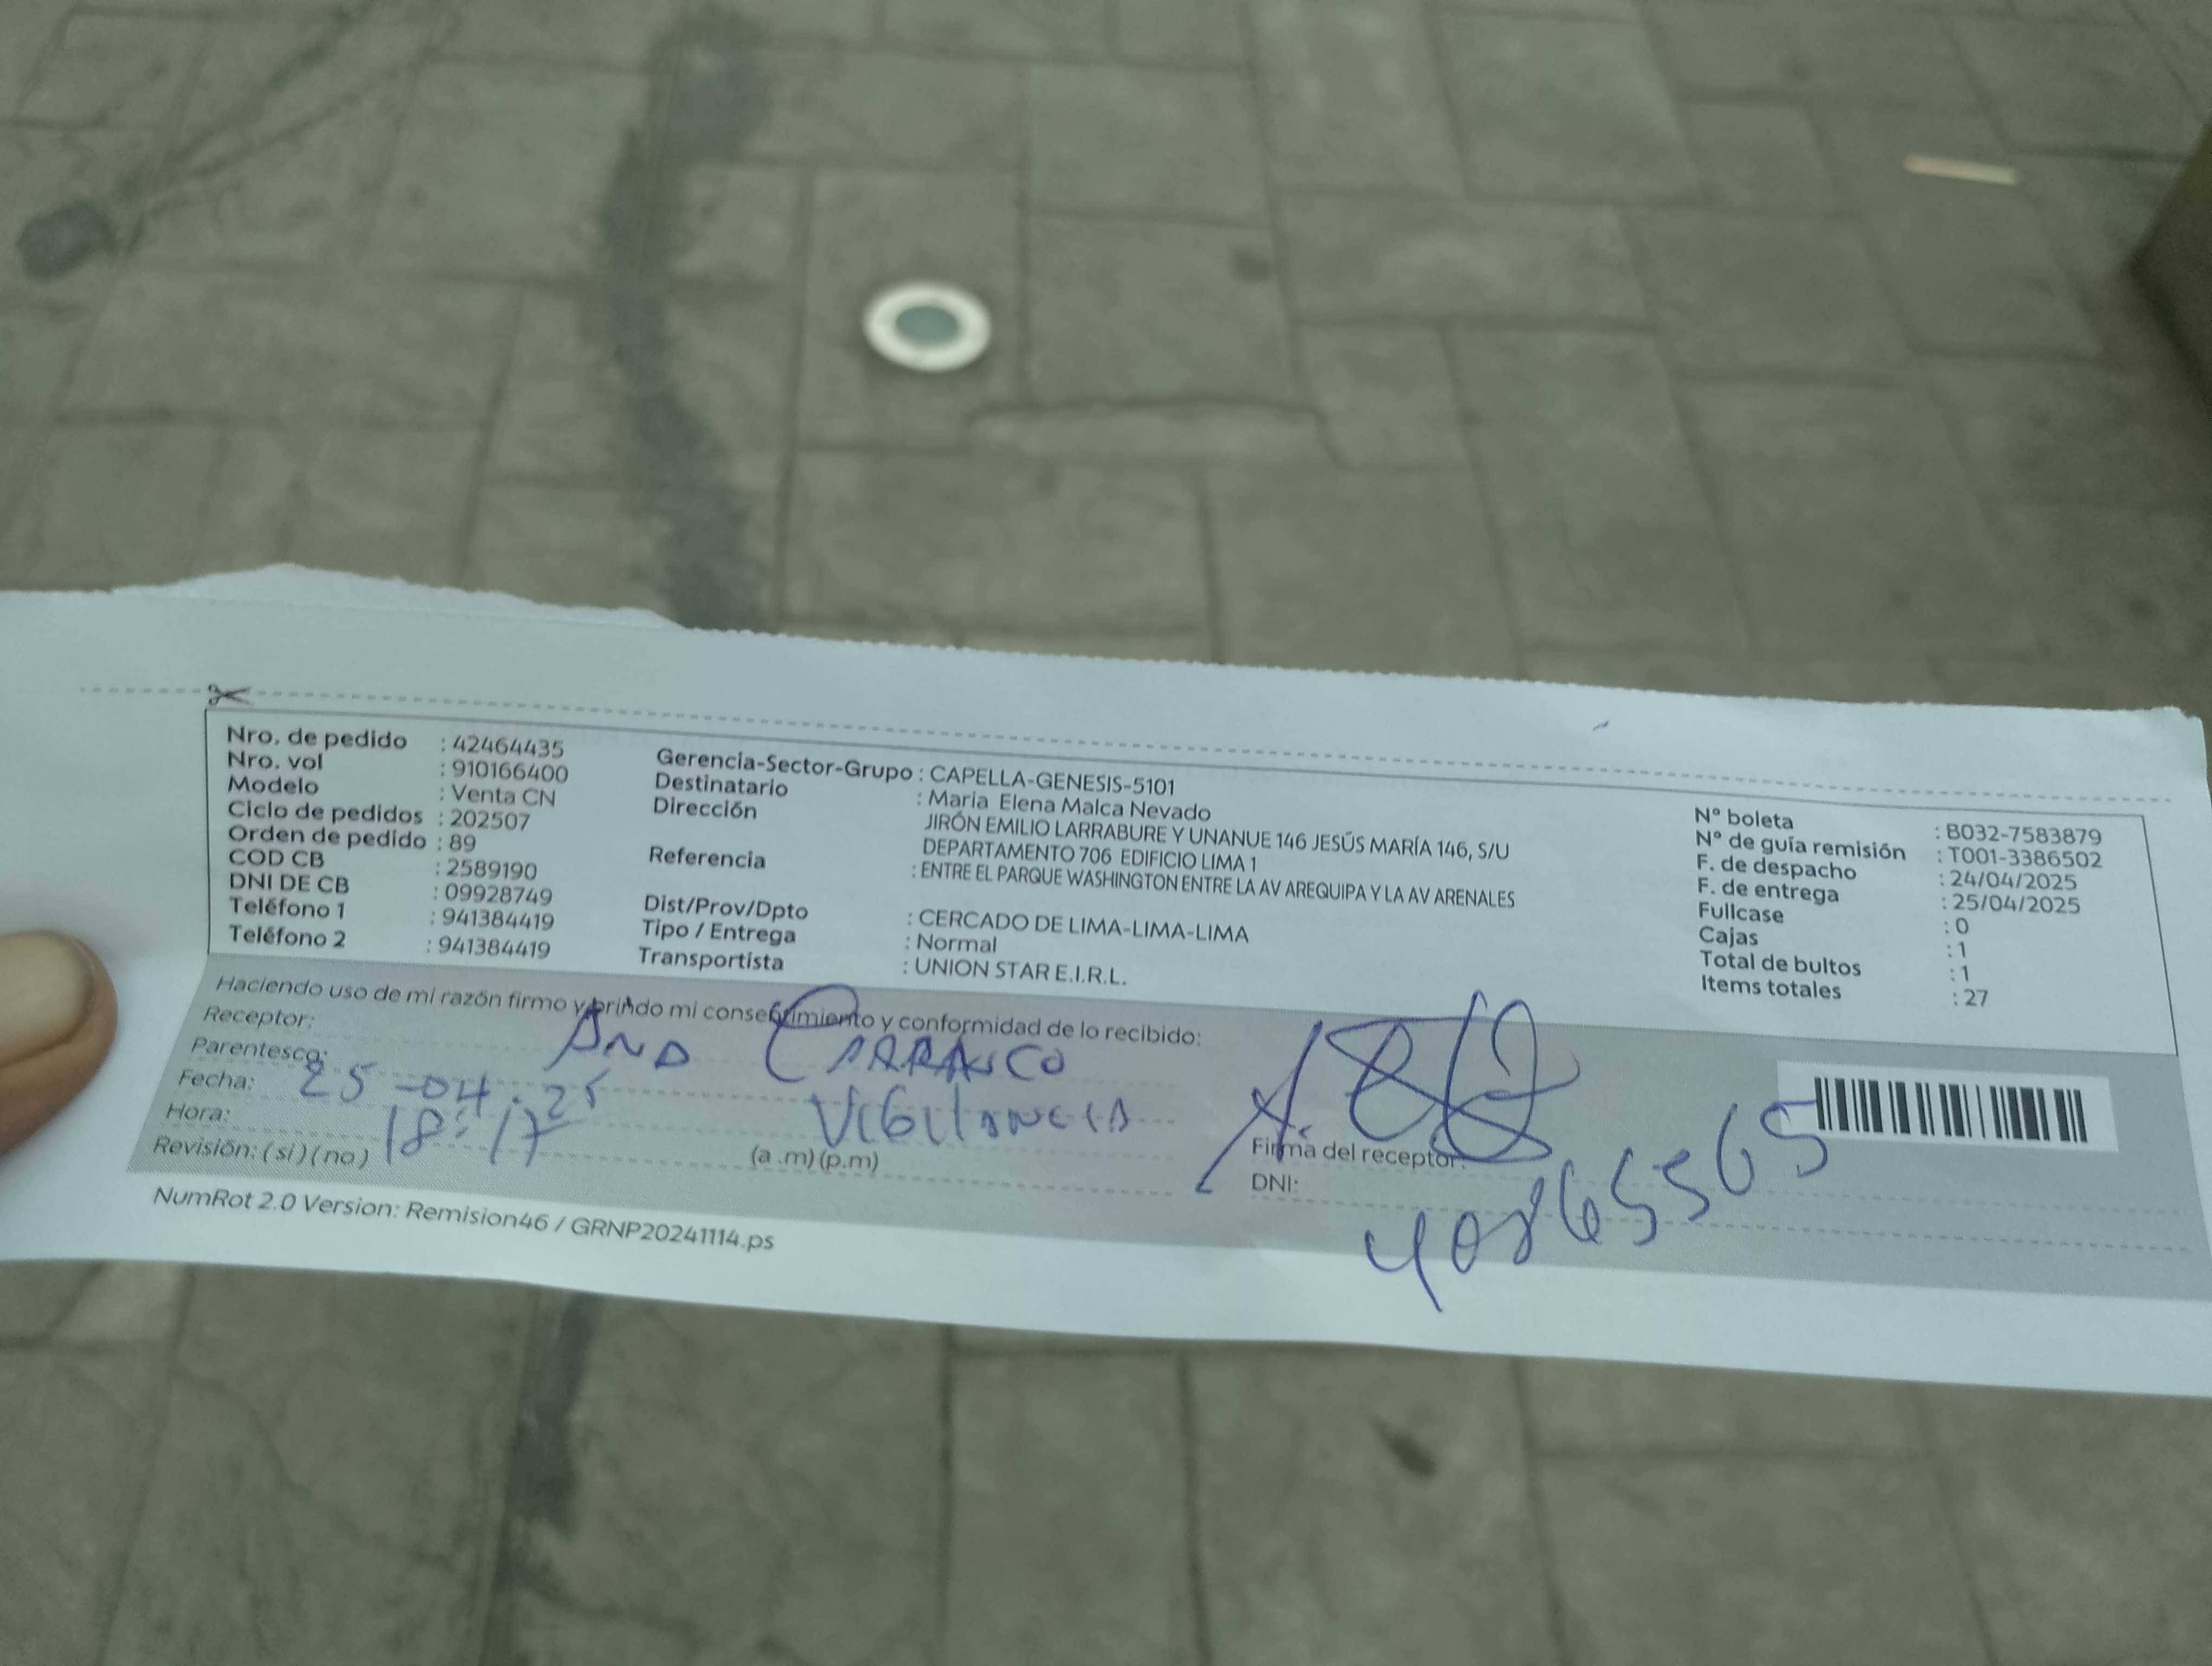 Nro. de pedido : 42464435
Nro. vol : 910166400
Modelo : Venta CN
Ciclo de pedidos : 202507
Orden de pedido : 89
COD CB : 2589190
DNI DE CB : 09928749
Teléfono 1 : 941384419
Teléfono 2 : 941384419
Gerencia-Sector-Grupo : CAPELLA-GENESIS-5101
Destinatario : Maria Elena Malca Nevado
Dirección JIRÓN EMILIO LARRABURE Y UNANUE 146 JESÚS MARÍA 146, S/U
DEPARTAMENTO 706 EDIFICIO LIMA 1
Referencia : ENTRE EL PARQUE WASHINGTON ENTRE LA AV AREQUIPA Y LA AV ARENALES
Dist/Prov/Dpto : CERCADO DE LIMA-LIMA-LIMA
Tipo / Entrega : Normal
Transportista : UNION STAR E.I.R.L.
N° boleta : B032-7583879
N° de guía remisión : T001-3386502
F. de despacho : 24/04/2025
F. de entrega : 25/04/2025
Fullcase : 0
Cajas : 1
Total de bultos : 1
Items totales : 27
Haciendo uso de mi razón firmo y brindo mi consentimiento y conformidad de lo recibido:
Receptor: ANA CARRASCO
Parentesco: VIGILANCIA
Fecha: 25-04-25
Hora: 18:17 (a .m) (p.m)
Revisión: ( si ) ( no )
Firma del receptor:
DNI: 40865565
NumRot 2.0 Version: Remision46 / GRNP20241114.ps